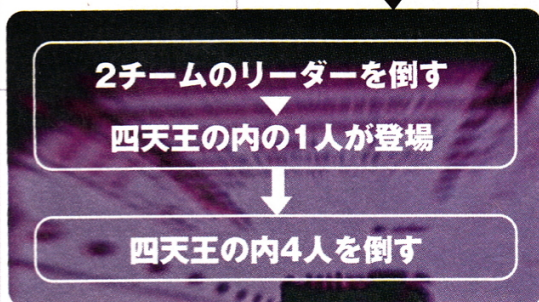 2チームのリーダーを倒す
四天王の内の1人が登場
四天王の内4人を倒す